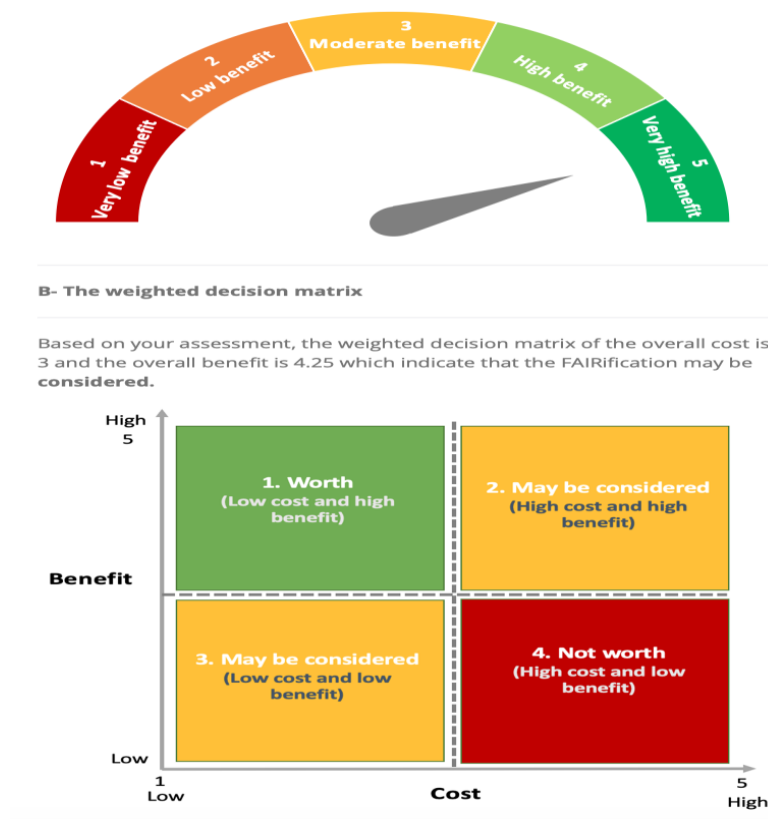 3
Moderate benefit
2
Low benefit
4
High benefit
1
Very low benefit
5
Very high benefit
B- The weighted decision matrix
Based on your assessment, the weighted decision matrix of the overall cost is
3 and the overall benefit is 4.25 which indicate that the FAIRification may be
considered.
High
5
1. Worth
(Low cost and high
benefit)
2. May be considered
(High cost and high
benefit)
Benefit
3. May be considered
(Low cost and low
benefit)
4. Not worth
(High cost and low
benefit)
Low
1
Low
Cost
5
High